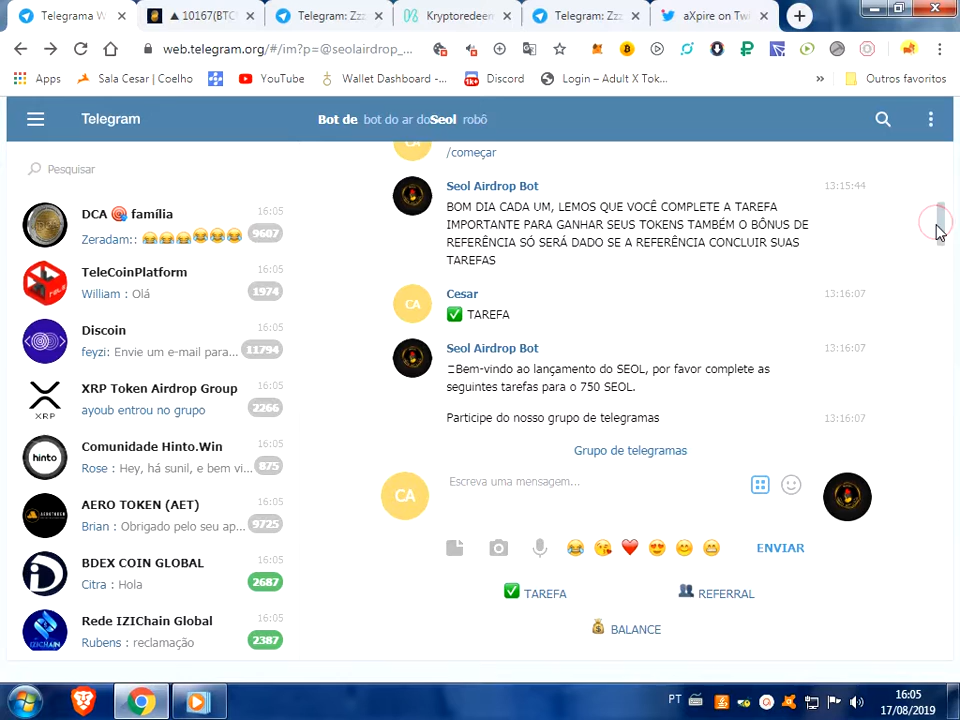 Telegrama W
▲ 10167(BTC
Telegram: Zzz
Kryptoredeem
Telegram: Zzz
aXpire on Twi
web.telegram.org/#/im?p=@seolairdrop_...
Apps
Sala Cesar | Coelho
YouTube
Wallet Dashboard -...
Discord
Login – Adult X Tok...
»
Outros favoritos
Telegram
Bot de bot do ar doSeol robô
Pesquisar
DCA 🎯 família
16:05
Zeradam:: 😂😂😂😂😂😂
9607
TeleCoinPlatform
16:05
William : Olá
1974
Discoin
16:05
feyzi: Envie um e-mail para...
11794
XRP Token Airdrop Group
16:05
XRP
ayoub entrou no grupo
2266
Comunidade Hinto.Win
16:05
hinto
Rose : Hey, há sunil, e bem vi...
875
AERO TOKEN (AET)
16:05
Brian : Obrigado pelo seu ap...
9725
BDEX COIN GLOBAL
16:05
Citra : Hola
2687
Rede IZIChain Global
16:05
Rubens : reclamação
2387
CA
/começar
Seol Airdrop Bot
13:15:44
BOM DIA CADA UM, LEMOS QUE VOCÊ COMPLETE A TAREFA
IMPORTANTE PARA GANHAR SEUS TOKENS TAMBÉM O BÔNUS DE
REFERÊNCIA SÓ SERÁ DADO SE A REFERÊNCIA CONCLUIR SUAS
TAREFAS
CA
Cesar
13:16:07
✅ TAREFA
Seol Airdrop Bot
13:16:07
Bem-vindo ao lançamento do SEOL, por favor complete as
seguintes tarefas para o 750 SEOL.
Participe do nosso grupo de telegramas
13:16:07
Grupo de telegramas
CA
Escreva uma mensagem...
ENVIAR
✅ TAREFA
👥 REFERRAL
💰 BALANCE
PT
16:05
17/08/2019